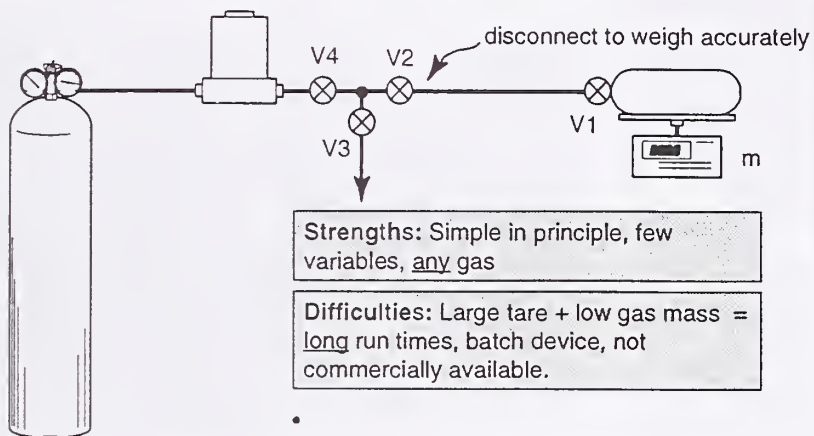 disconnect to weigh accurately
V4
V2
V1
V3
m
Strengths: Simple in principle, few
variables, any gas
Difficulties: Large tare + low gas mass =
long run times, batch device, not
commercially available.